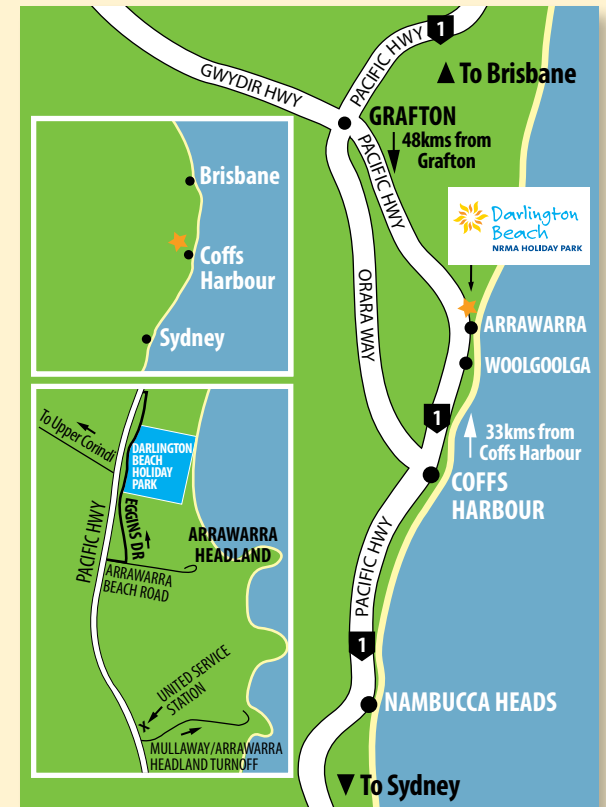 GWYDIR HWY
PACIFIC HWY
1
▲ To Brisbane
GRAFTON
48kms from
Grafton
PACIFIC HWY
Darlington
Beach
NRMA HOLIDAY PARK
ORARA WAY
ARRAWARRA
WOOLGOOLGA
1
33kms from
Coffs Harbour
COFFS
HARBOUR
PACIFIC HWY
1
NAMBUCCA HEADS
▼ To Sydney
Brisbane
Coffs
Harbour
Sydney
To Upper Corindi
DARLINGTON
BEACH
HOLIDAY
PARK
EGGINS DR
PACIFIC HWY
ARRAWARRA
HEADLAND
ARRAWARRA
BEACH ROAD
UNITED SERVICE
STATION
X
MULLAWAY/ARRAWARRA
HEADLAND TURNOFF